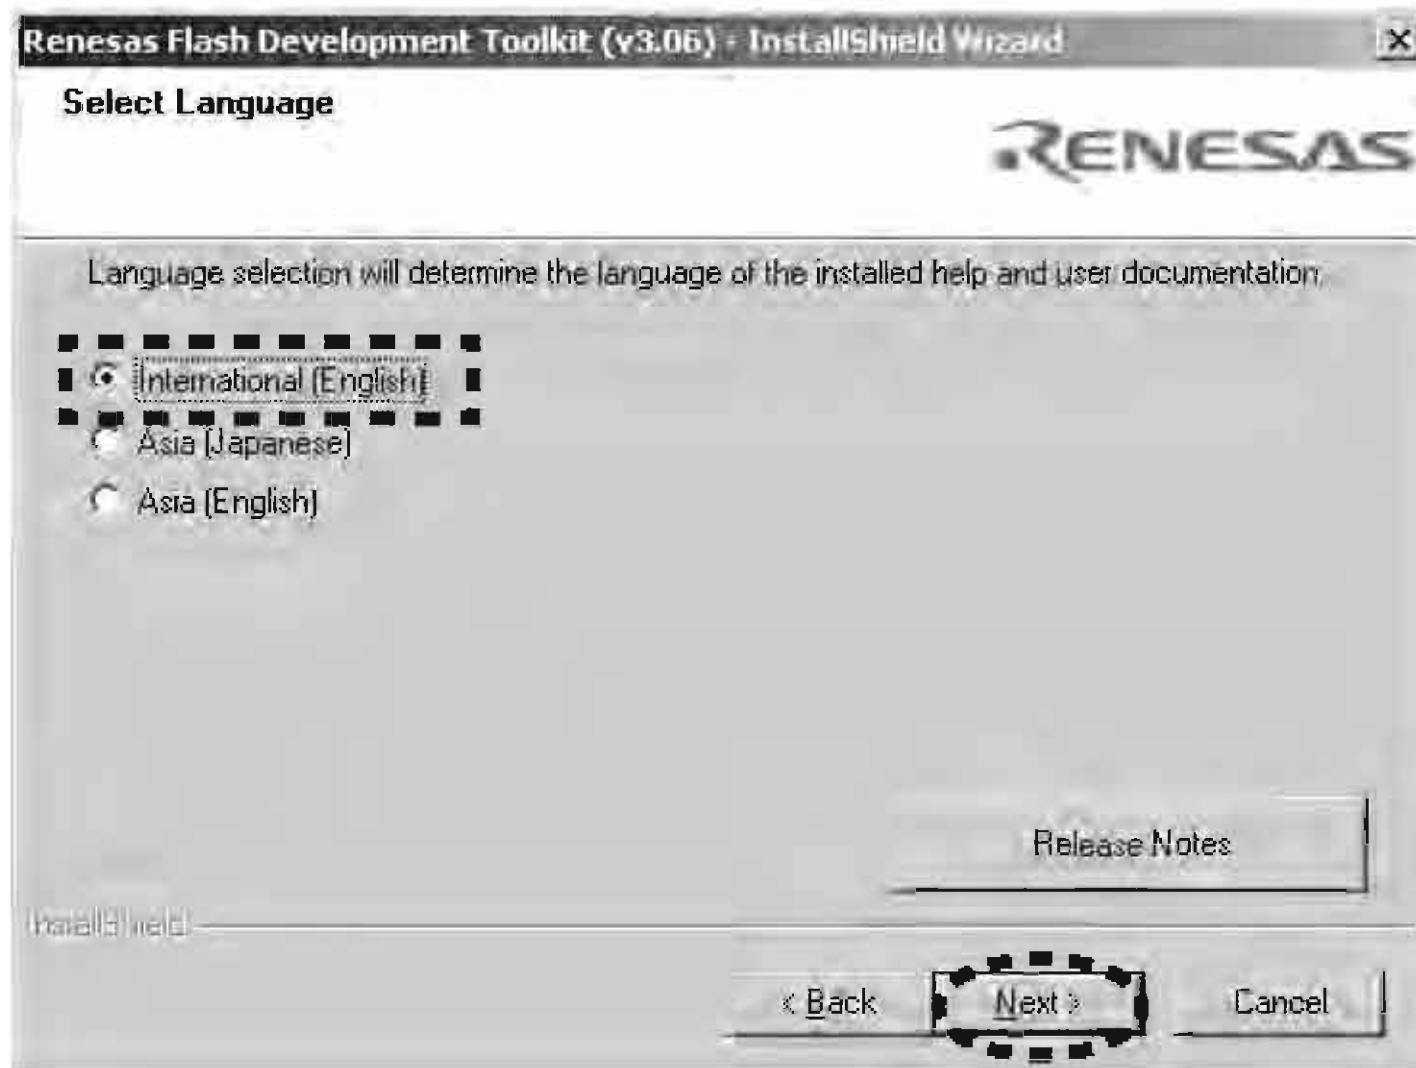 Renesas Flash Development Toolkit (v3.06) - InstallShield Wizard
Select Language
RENESAS
Language selection will determine the language of the installed help and user documentation.
International (English)
Asia (Japanese)
Asia (English)
Release Notes
InstallShield
< Back Next > Cancel